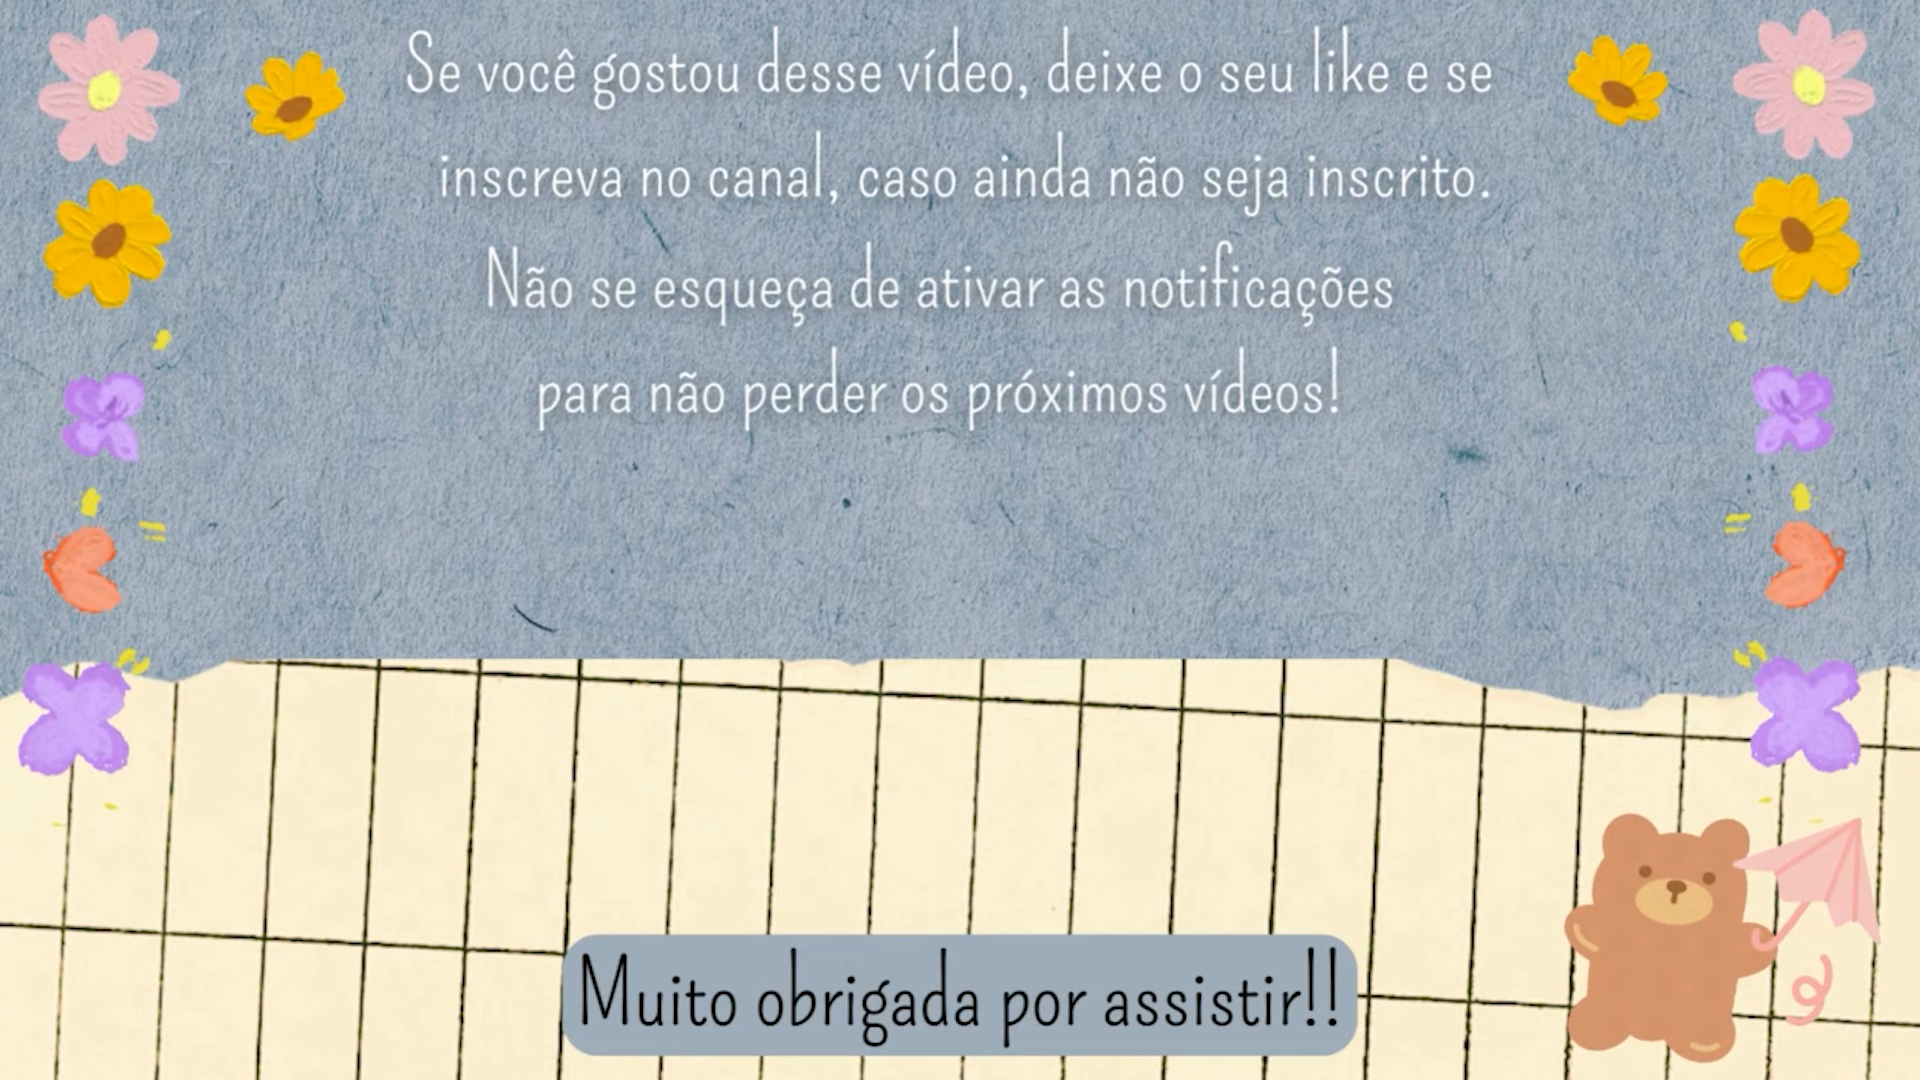 Se você gostou desse vídeo, deixe o seu like e se
inscreva no canal, caso ainda não seja inscrito.
Não se esqueça de ativar as notificações
para não perder os próximos vídeos!
Muito obrigada por assistir!!